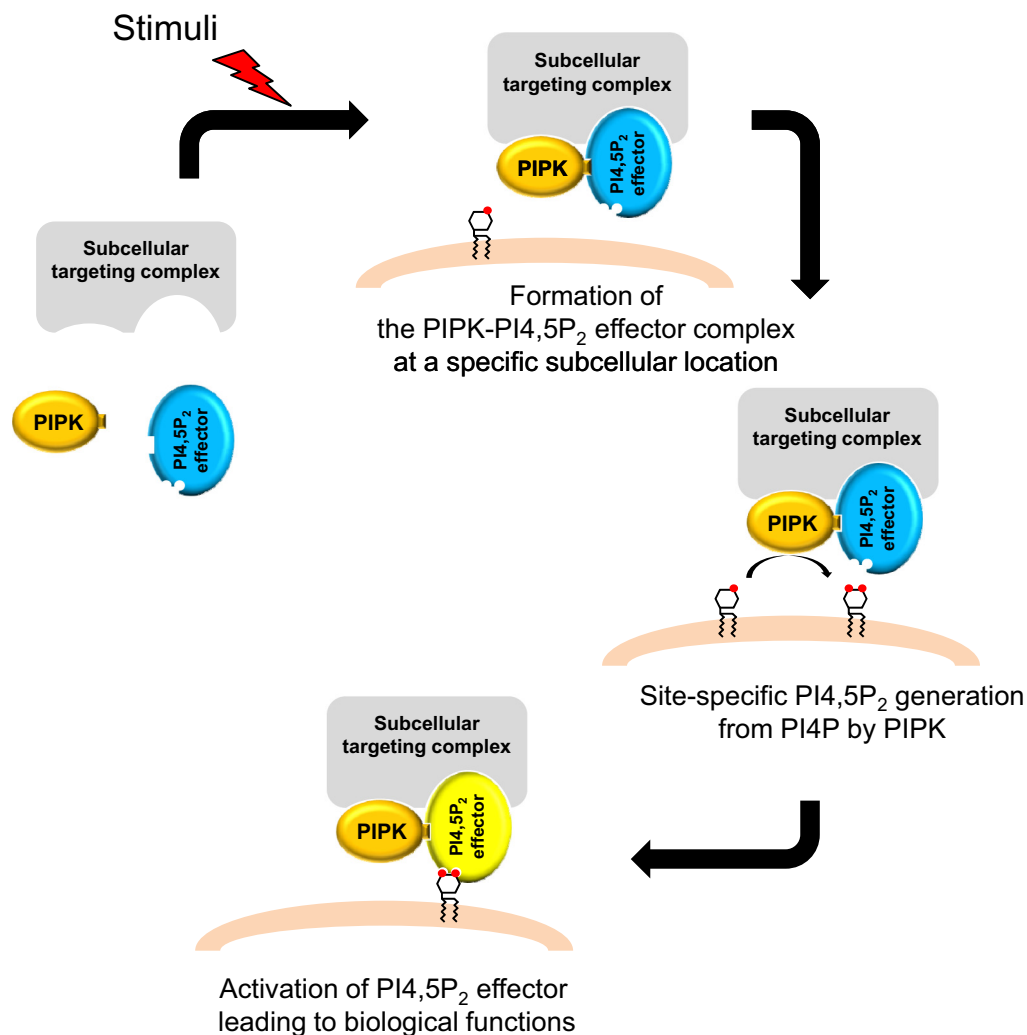 Stimuli
Subcellular
targeting complex
PIPK
PI4,5P₂
effector
Formation of
the PIPK-PI4,5P₂ effector complex
at a specific subcellular location
Subcellular
targeting complex
PIPK
PI4,5P₂
effector
Subcellular
targeting complex
PIPK
PI4,5P₂
effector
Site-specific PI4,5P₂ generation
from PI4P by PIPK
Subcellular
targeting complex
PIPK
PI4,5P₂
effector
Activation of PI4,5P₂ effector
leading to biological functions